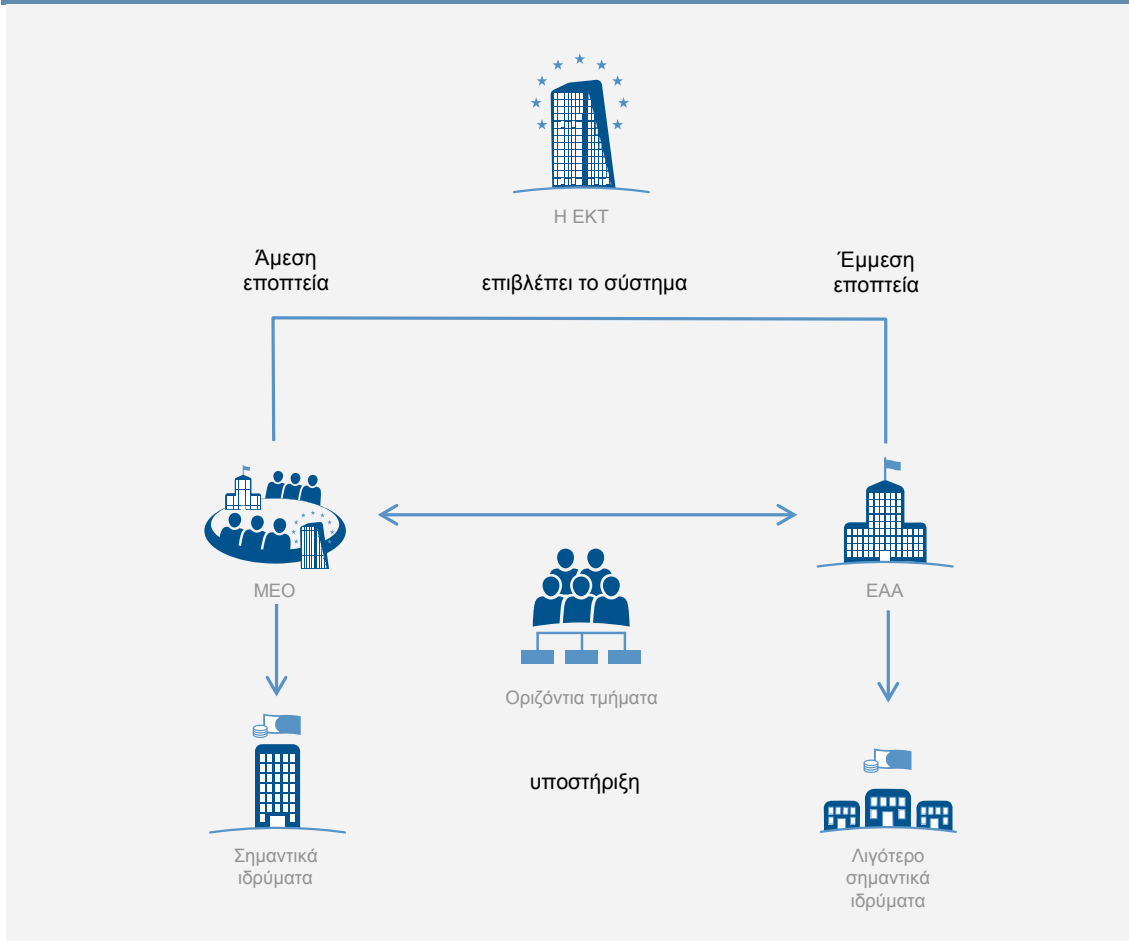 Η ΕΚΤ
Άμεση
εποπτεία
επιβλέπει το σύστημα
Έμμεση
εποπτεία
ΜΕΟ
ΕΑΑ
Οριζόντια τμήματα
υποστήριξη
Σημαντικά
ιδρύματα
Λιγότερο
σημαντικά
ιδρύματα